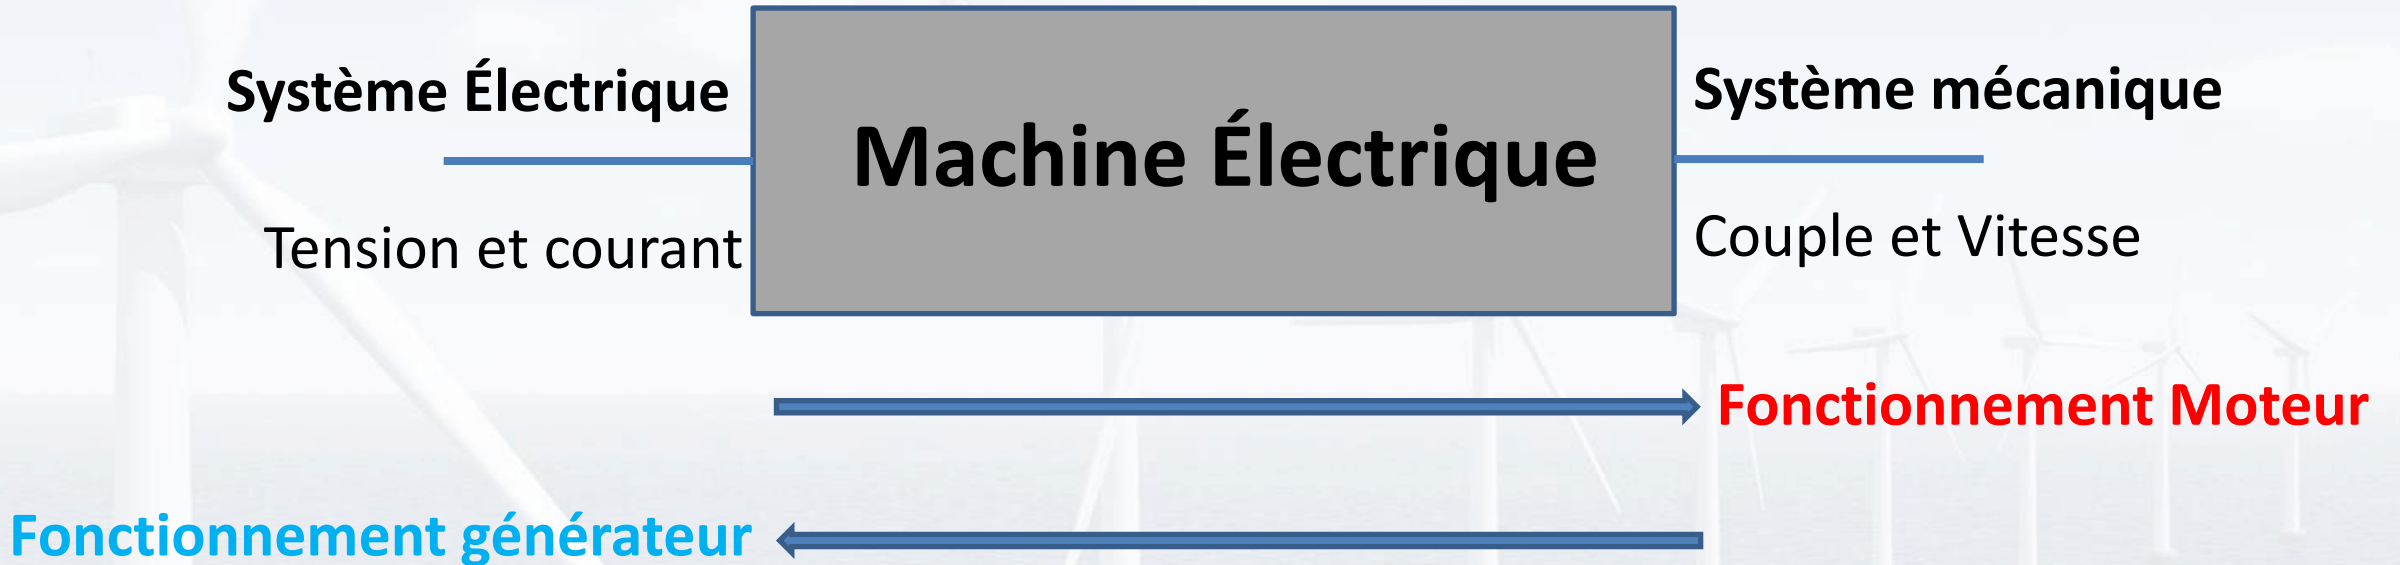 Système Électrique
Machine Électrique
Système mécanique
Tension et courant
Couple et Vitesse
Fonctionnement Moteur
Fonctionnement générateur